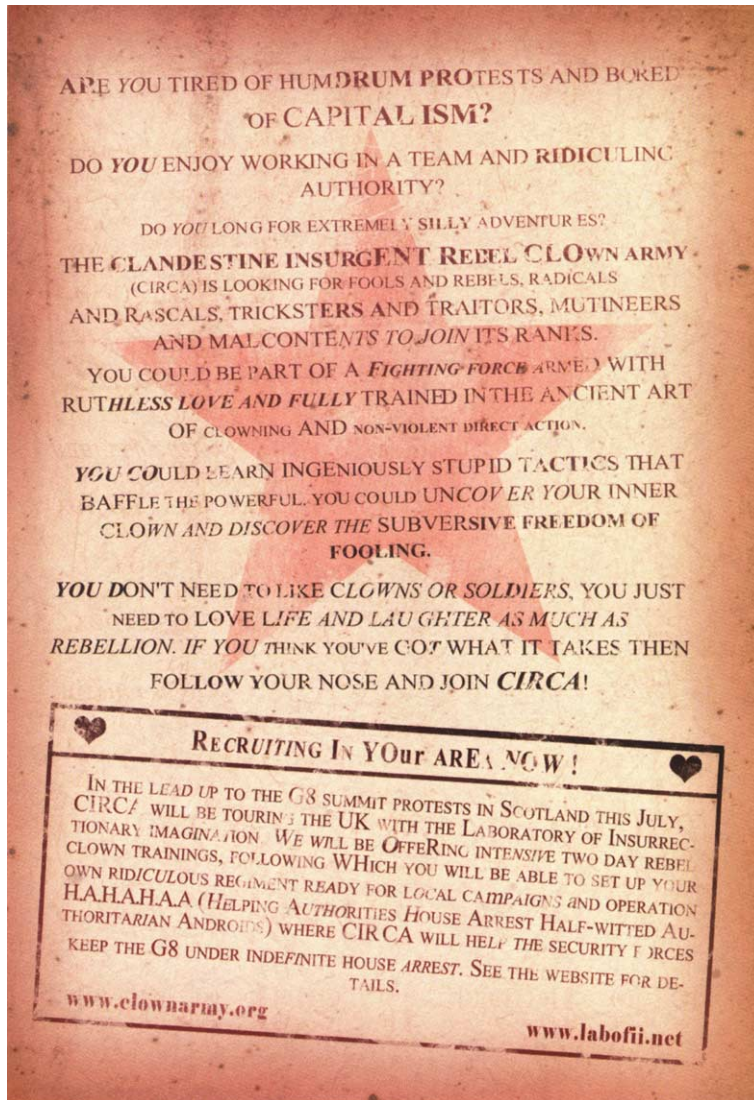 ARE YOU TIRED OF HUMDRUM PROTESTS AND BORED
OF CAPITAL ISM?
DO YOU ENJOY WORKING IN A TEAM AND RIDICULING
AUTHORITY?
DO YOU LONG FOR EXTREMELY SILLY ADVENTUR ES?
THE CLANDESTINE INSURGENT REBEL CLOWN ARMY
(CIRCA) IS LOOKING FOR FOOLS AND REBELS, RADICALS
AND RASCALS, TRICKSTERS AND TRAITORS, MUTINEERS
AND MALCONTENTS TO JOIN ITS RANKS.
YOU COULD BE PART OF A FIGHTING FORCE ARMED WITH
RUTHLESS LOVE AND FULLY TRAINED IN THE ANCIENT ART
OF CLOWNING AND NON-VIOLENT DIRECT ACTION.
YOU COULD LEARN INGENIOUSLY STUPID TACTICS THAT
BAFFLE THE POWERFUL. YOU COULD UNCOVER YOUR INNER
CLOWN AND DISCOVER THE SUBVERSIVE FREEDOM OF
FOOLING.
YOU DON'T NEED TO LIKE CLOWNS OR SOLDIERS, YOU JUST
NEED TO LOVE LIFE AND LAUGHTER AS MUCH AS
REBELLION. IF YOU THINK YOU'VE GOT WHAT IT TAKES THEN
FOLLOW YOUR NOSE AND JOIN CIRCA!
RECRUITING IN YOur AREA NOW!
IN THE LEAD UP TO THE G8 SUMMIT PROTESTS IN SCOTLAND THIS JULY,
CIRCA WILL BE TOURING THE UK WITH THE LABORATORY OF INSURREC-
TIONARY IMAGINATION. WE WILL BE OFFERING INTENSIVE TWO DAY REBEL
CLOWN TRAININGS, FOLLOWING WHICH YOU WILL BE ABLE TO SET UP YOUR
OWN RIDICULOUS REGIMENT READY FOR LOCAL CAMPAIGNS and OPERATION
H.A.H.A.H.A.A (HELPING AUTHORITIES HOUSE ARREST HALF-WITTED AU-
THORITARIAN ANDROIDS) WHERE CIRCA WILL HELP THE SECURITY FORCES
KEEP THE G8 UNDER INDEFINITE HOUSE ARREST. SEE THE WEBSITE FOR DE-
TAILS.
www.clownarmy.org
www.labofii.net